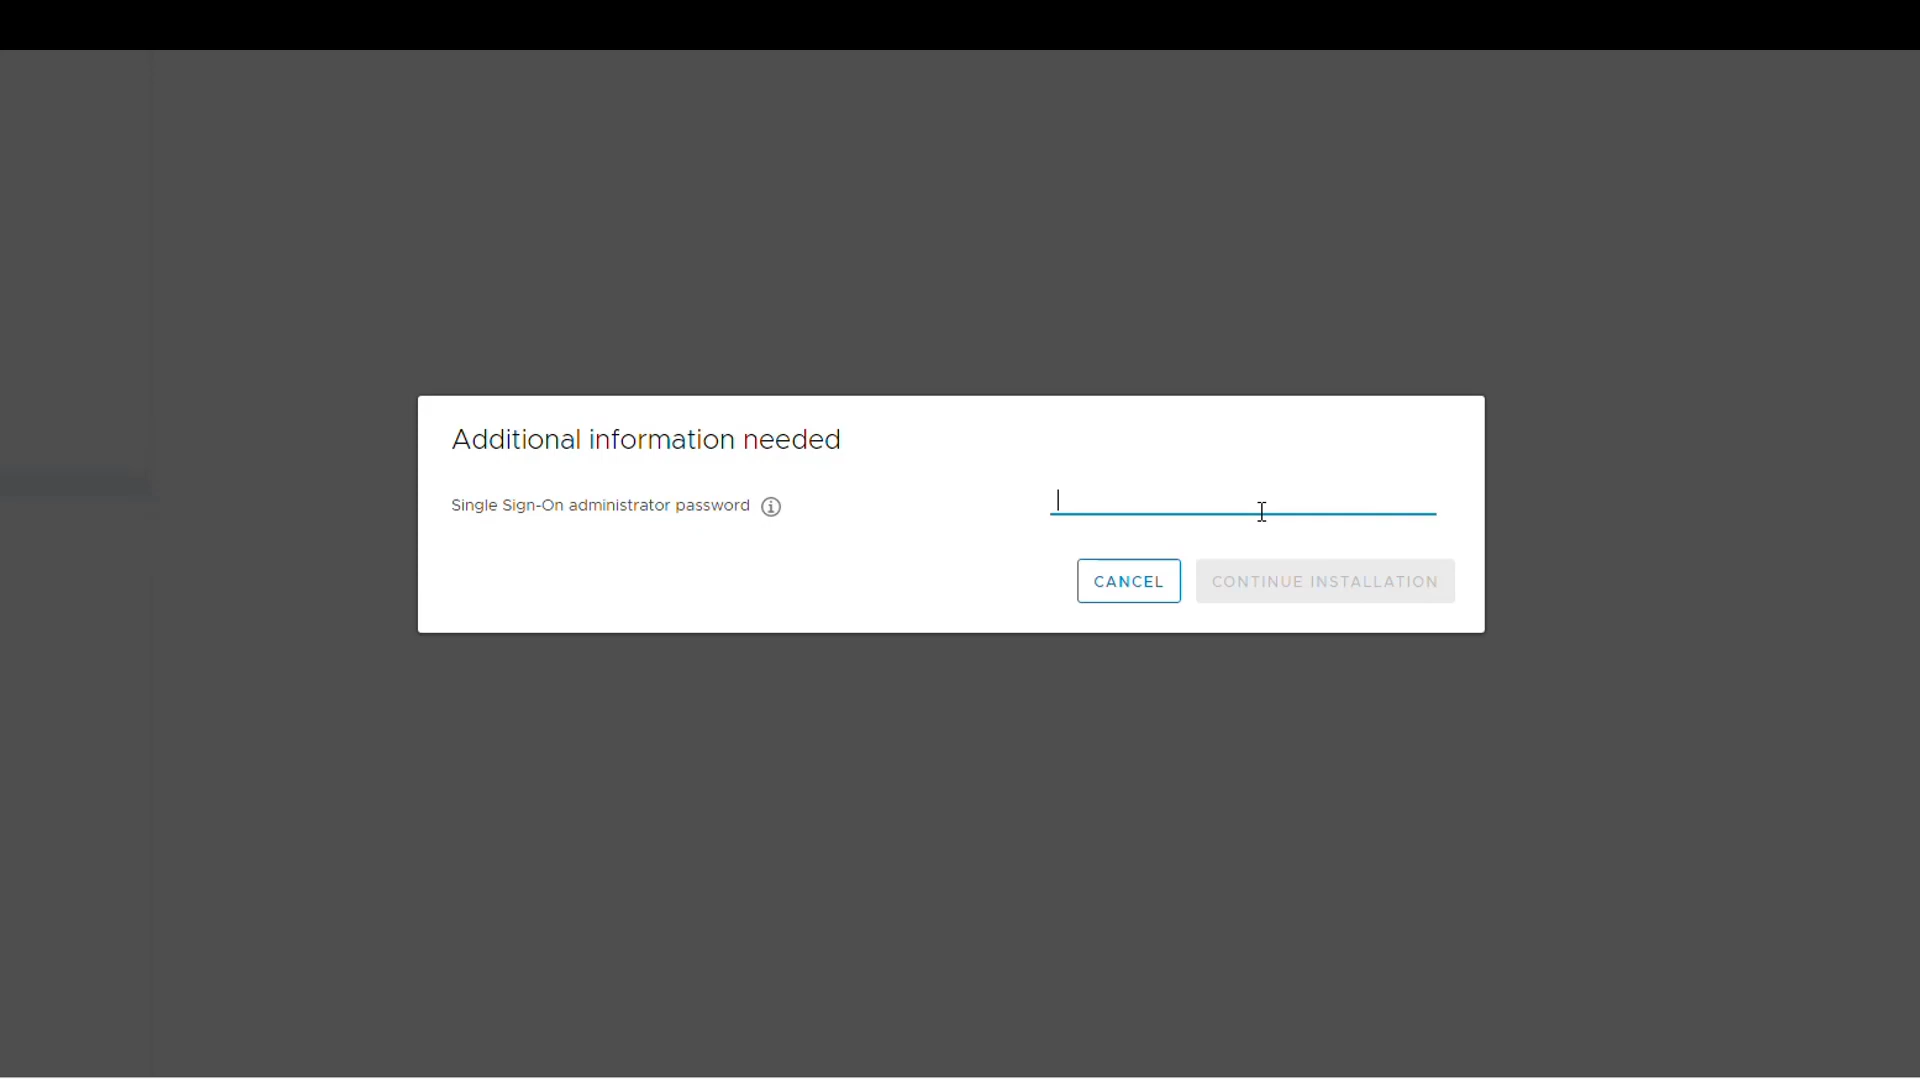 Additional information needed
Single Sign-On administrator password
CANCEL CONTINUE INSTALLATION